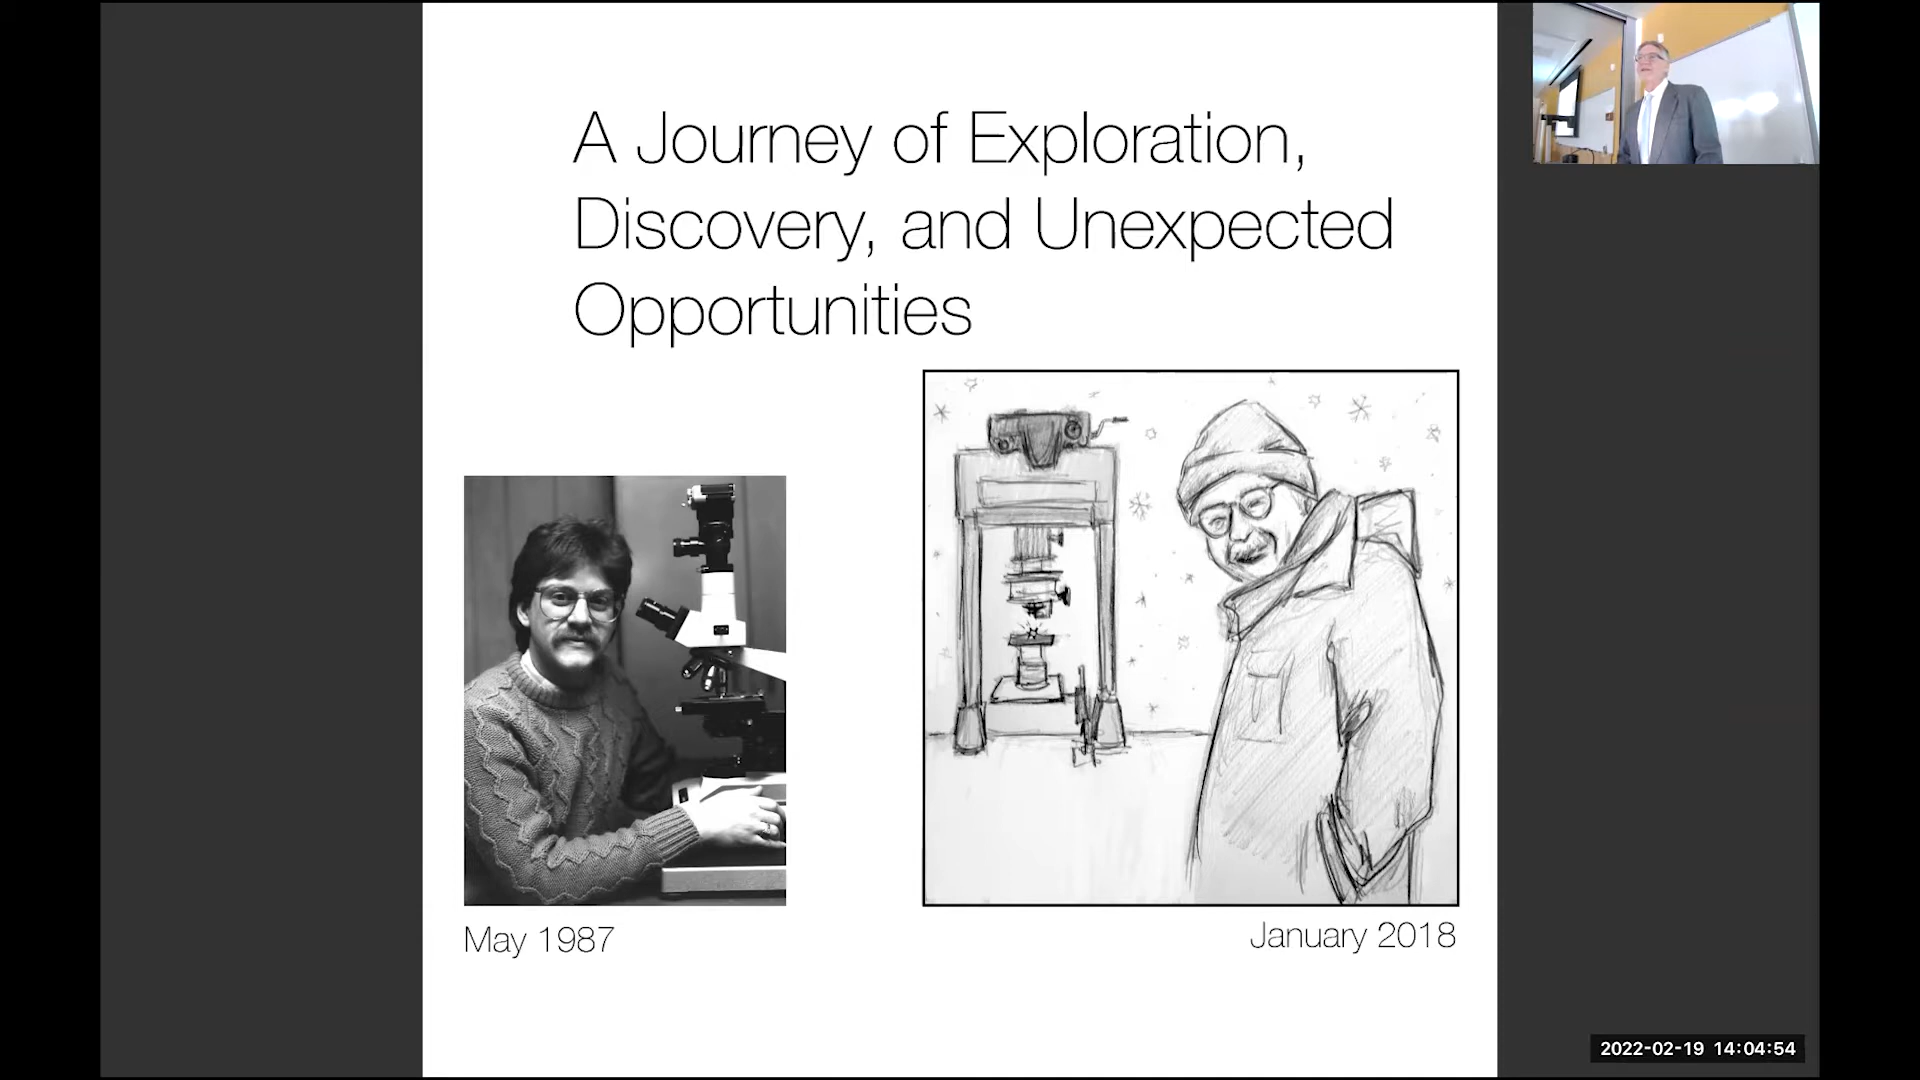 A Journey of Exploration,
Discovery, and Unexpected
Opportunities
May 1987
January 2018
2022-02-19 14:04:54